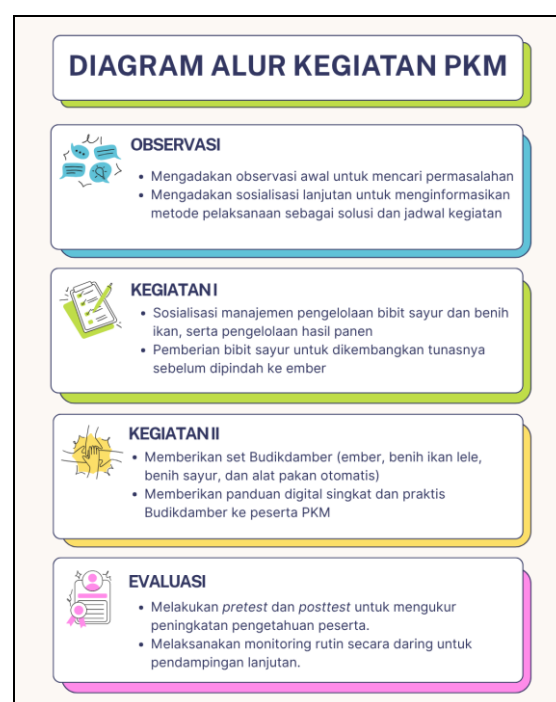 DIAGRAM ALUR KEGIATAN PKM
OBSERVASI
• Mengadakan observasi awal untuk mencari permasalahan
• Mengadakan sosialisasi lanjutan untuk menginformasikan
metode pelaksanaan sebagai solusi dan jadwal kegiatan
KEGIATAN I
• Sosialisasi manajemen pengelolaan bibit sayur dan benih
ikan, serta pengelolaan hasil panen
• Pemberian bibit sayur untuk dikembangkan tunasnya
sebelum dipindah ke ember
KEGIATAN II
• Memberikan set Budikdamber (ember, benih ikan lele,
benih sayur, dan alat pakan otomatis)
• Memberikan panduan digital singkat dan praktis
Budikdamber ke peserta PKM
EVALUASI
• Melakukan pretest dan posttest untuk mengukur
peningkatan pengetahuan peserta.
• Melaksanakan monitoring rutin secara daring untuk
pendampingan lanjutan.